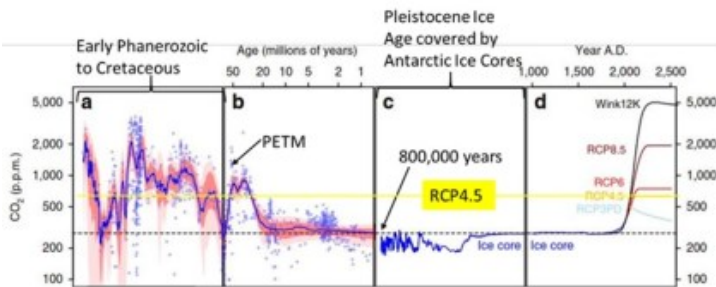 Pleistocene Ice
Age covered by
Antarctic Ice Cores
Early Phanerozoic
to Cretaceous
Age (millions of years)
50 20 10 5 2 1
Year A.D.
1,000 1,500 2,000 2,500
a
b
c
d
CO₂ (p.p.m.)
5,000
2,000
1,000
500
200
100
PETM
800,000 years
RCP4.5
Ice core
Ice core
Wink12K
RCP8.5
RCP6
RCP4.5
RCP3PD
5,000
2,000
1,000
500
200
100